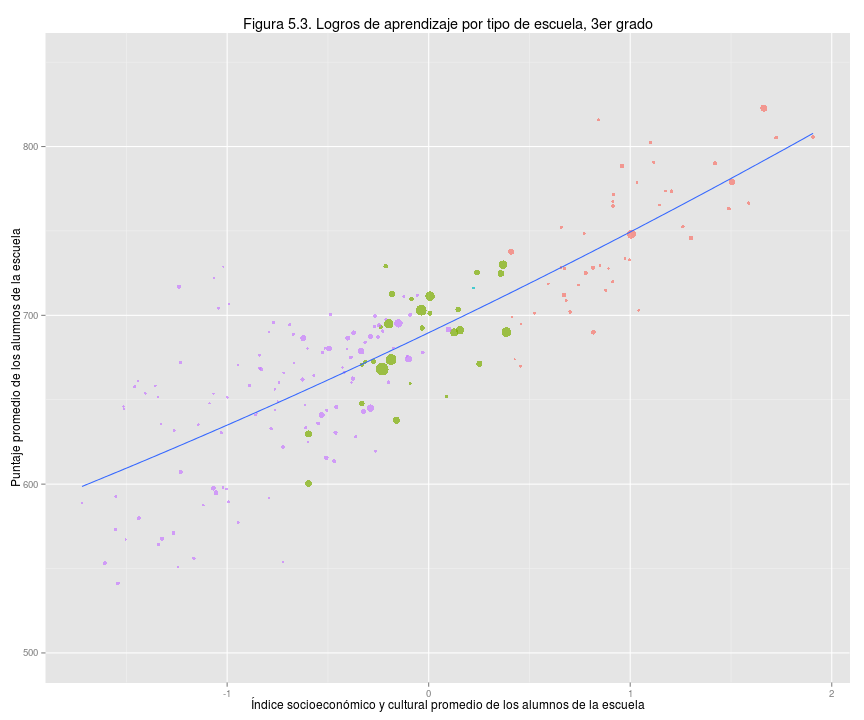 Figura 5.3. Logros de aprendizaje por tipo de escuela, 3er grado
Puntaje promedio de los alumnos de la escuela
800
700
600
500
-1
0
1
2
Índice socioeconómico y cultural promedio de los alumnos de la escuela